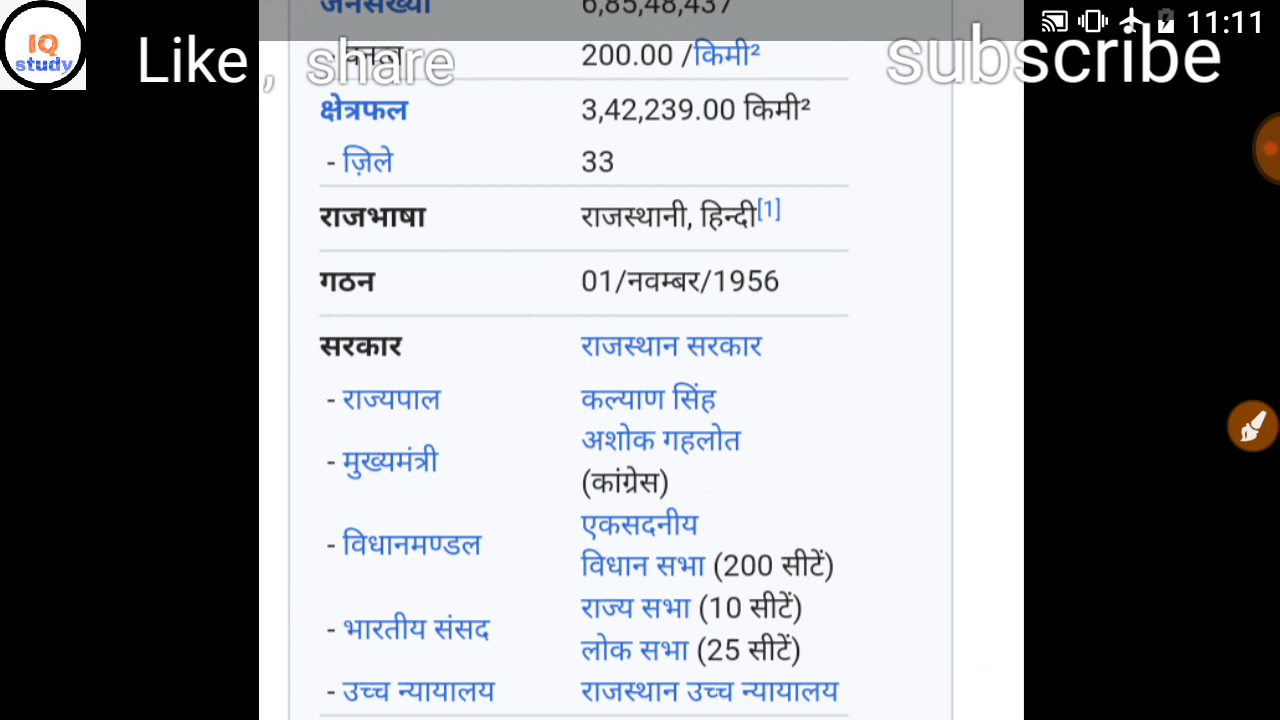 जनसंख्या 6,85,48,437
11:11
IQ
study
Like, share subscribe
घनत्व 200.00 /किमी²
क्षेत्रफल 3,42,239.00 किमी²
- ज़िले 33
राजभाषा राजस्थानी, हिन्दी[1]
गठन 01/नवम्बर/1956
सरकार राजस्थान सरकार
- राज्यपाल कल्याण सिंह
- मुख्यमंत्री अशोक गहलोत
(कांग्रेस)
- विधानमण्डल एकसदनीय
विधान सभा (200 सीटें)
- भारतीय संसद राज्य सभा (10 सीटें)
लोक सभा (25 सीटें)
- उच्च न्यायालय राजस्थान उच्च न्यायालय